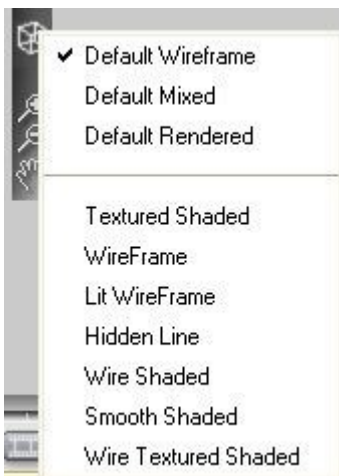 Default Wireframe
Default Mixed
Default Rendered
Textured Shaded
WireFrame
Lit WireFrame
Hidden Line
Wire Shaded
Smooth Shaded
Wire Textured Shaded